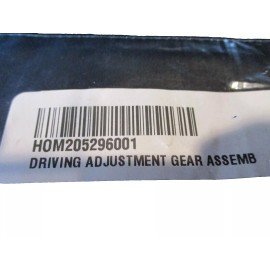 HOM205296001
DRIVING ADJUSTMENT GEAR ASSEMB